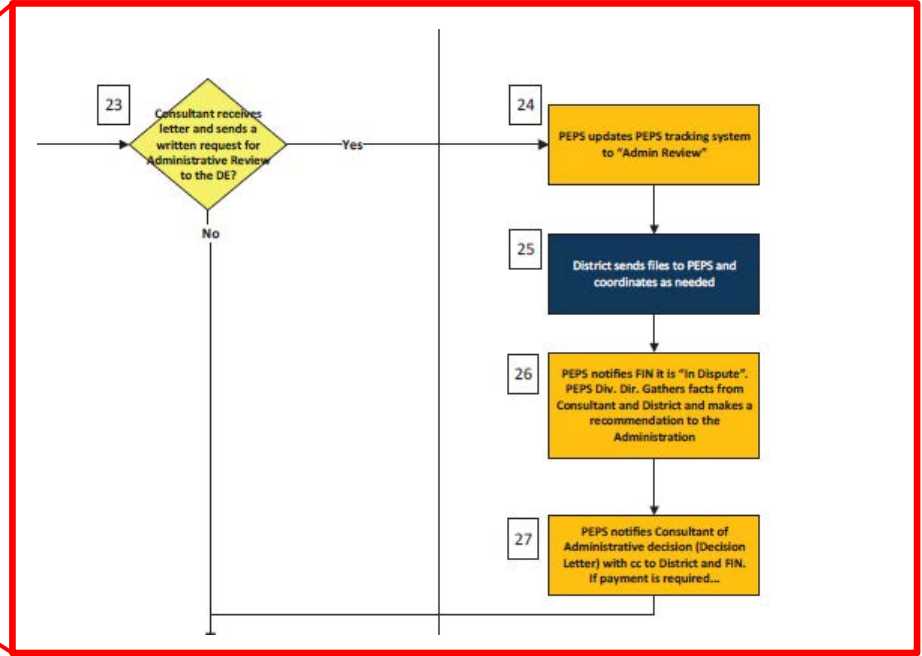 23
Consultant receives
letter and sends a
written request for
Administrative Review
to the DE?
Yes
No
24
PEPS updates PEPS tracking system
to “Admin Review”
25
District sends files to PEPS and
coordinates as needed
26
PEPS notifies FIN it is “In Dispute”.
PEPS Div. Dir. Gathers facts from
Consultant and District and makes a
recommendation to the
Administration
27
PEPS notifies Consultant of
Administrative decision (Decision
Letter) with cc to District and FIN.
If payment is required...